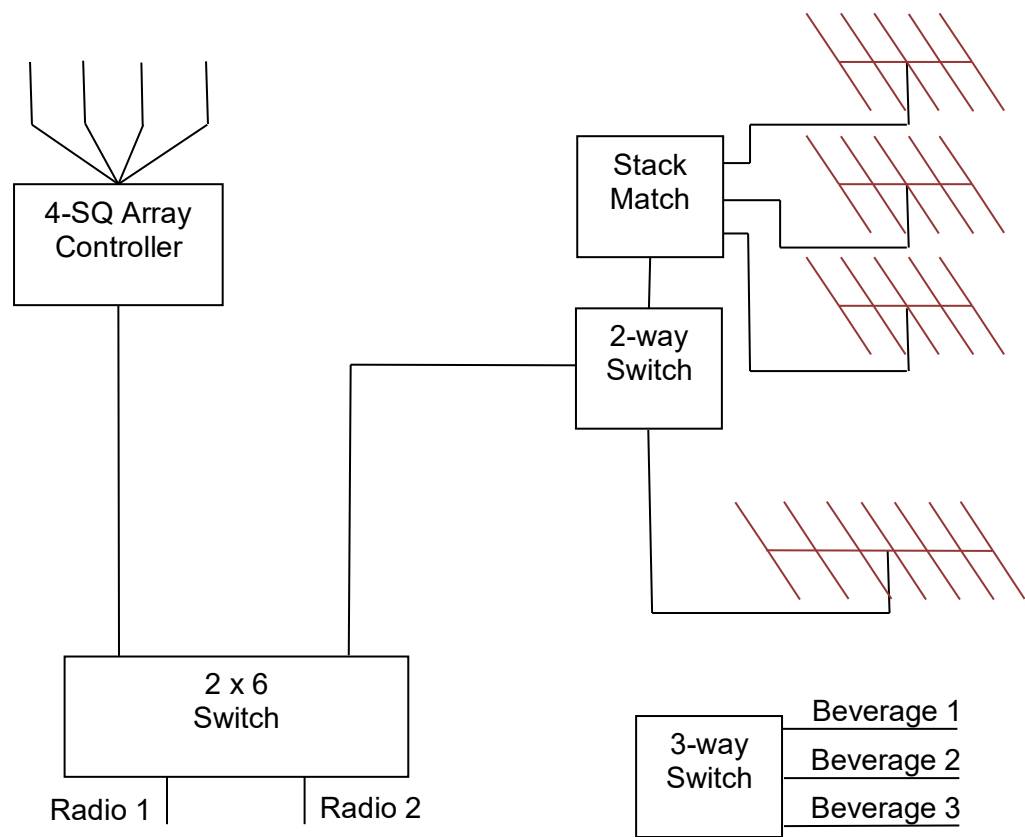 4-SQ Array
Controller
Stack
Match
2-way
Switch
2 x 6
Switch
Radio 1
Radio 2
3-way
Switch
Beverage 1
Beverage 2
Beverage 3